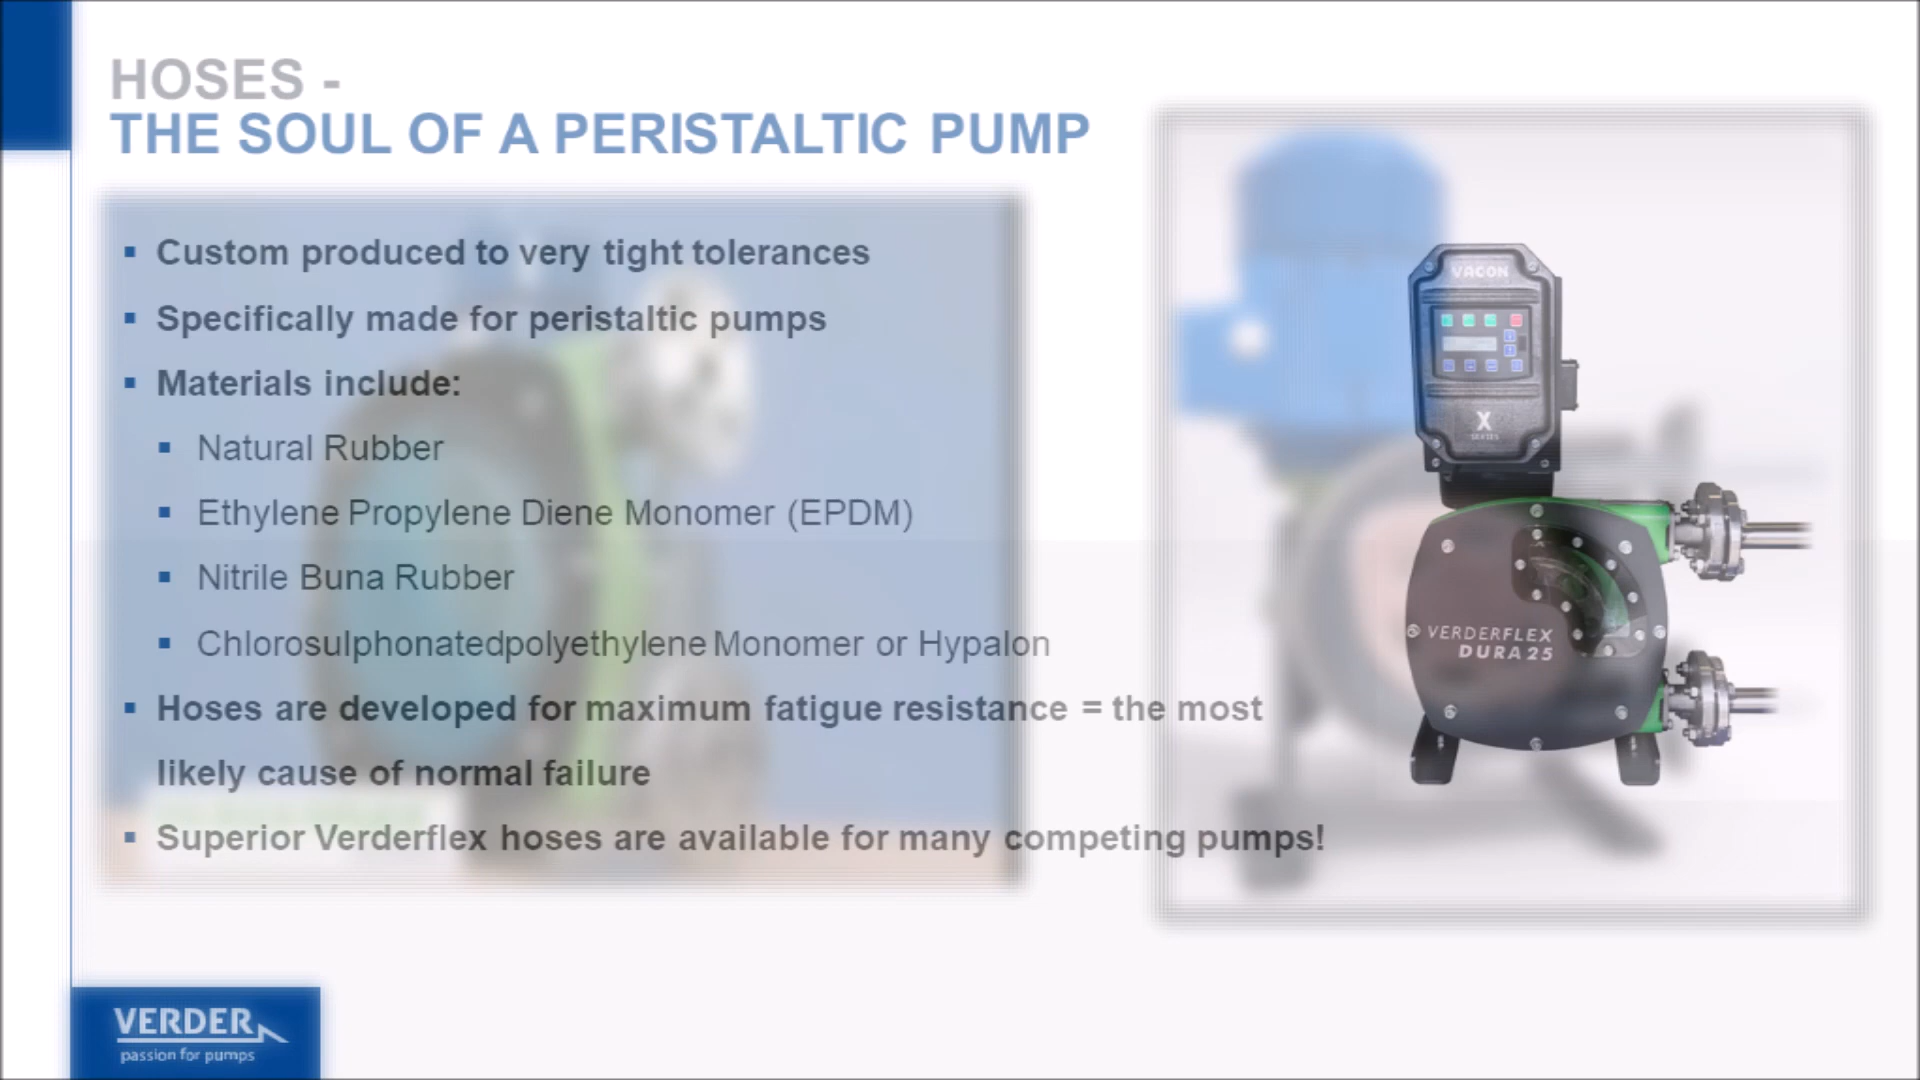 HOSES -
THE SOUL OF A PERISTALTIC PUMP
▪ Custom produced to very tight tolerances
▪ Specifically made for peristaltic pumps
▪ Materials include:
▪ Natural Rubber
▪ Ethylene Propylene Diene Monomer (EPDM)
▪ Nitrile Buna Rubber
▪ Chlorosulphonatedpolyethylene Monomer or Hypalon
▪ Hoses are developed for maximum fatigue resistance = the most
likely cause of normal failure
▪ Superior Verderflex hoses are available for many competing pumps!
VACON
X
SERIES
VERDERFLEX
DURA 25
VERDER
passion for pumps